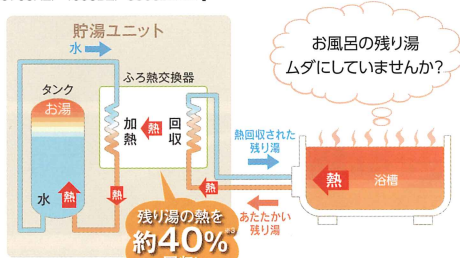 貯湯ユニット
水
ふろ熱交換器
タンク
お湯
水
熱
加熱
熱
回収
熱
熱
熱回収された
残り湯
あたたかい
残り湯
お風呂の残り湯
ムダにしていませんか?
熱
浴槽
残り湯の熱を
約40%